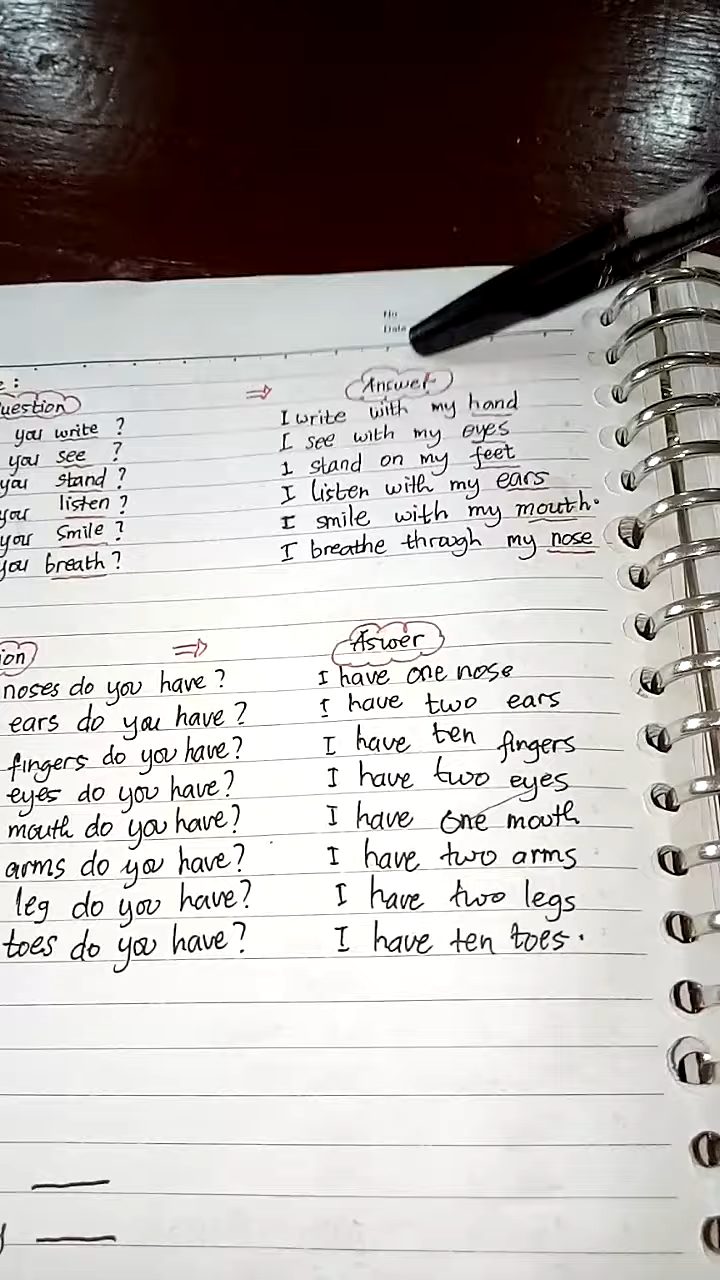 No
Date
e :
uestion ⇒ Answer
you write ? I write with my hand
you see ? I see with my eyes
you stand ? I stand on my feet
you listen ? I listen with my ears
you smile ? I smile with my mouth.
you breath ? I breathe through my nose
ion ⇒ Aswer
noses do you have ? I have one nose
ears do you have ? I have two ears
fingers do you have? I have ten fingers
eyes do you have? I have two eyes
mouth do you have? I have one mouth
arms do you have? I have two arms
leg do you have? I have two legs
toes do you have? I have ten toes.